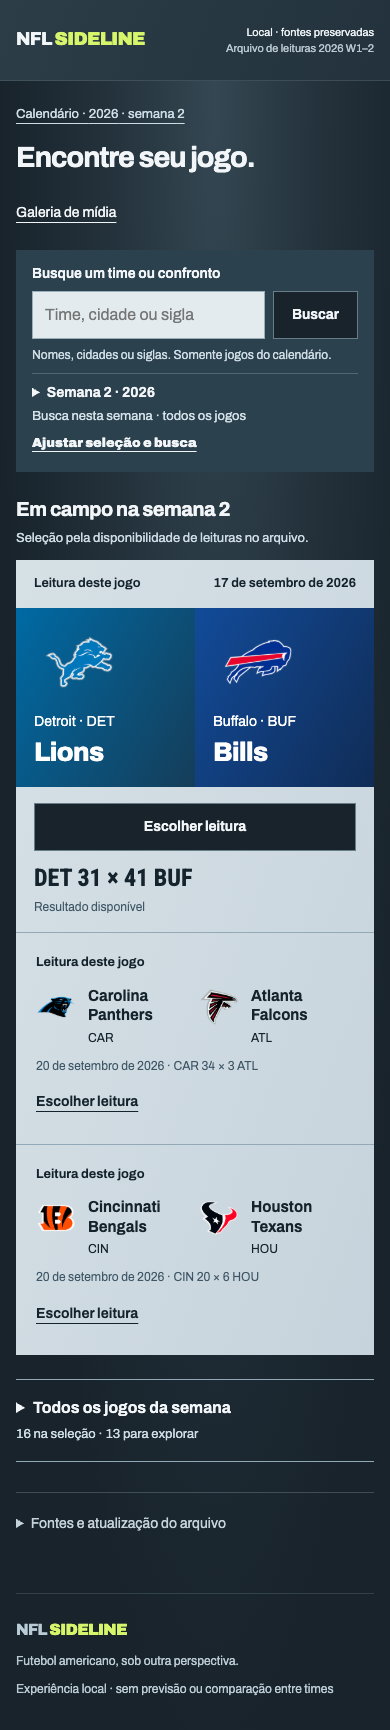 NFL SIDELINE
Local · fontes preservadas
Arquivo de leituras 2026 W1–2
Calendário · 2026 · semana 2
Encontre seu jogo.
Galeria de mídia
Busque um time ou confronto
Time, cidade ou sigla
Buscar
Nomes, cidades ou siglas. Somente jogos do calendário.
Semana 2 · 2026
Busca nesta semana · todos os jogos
Ajustar seleção e busca
Em campo na semana 2
Seleção pela disponibilidade de leituras no arquivo.
Leitura deste jogo
17 de setembro de 2026
Detroit · DET
Lions
Buffalo · BUF
Bills
Escolher leitura
DET 31 × 41 BUF
Resultado disponível
Leitura deste jogo
Carolina
Panthers
CAR
Atlanta
Falcons
ATL
20 de setembro de 2026 · CAR 34 × 3 ATL
Escolher leitura
Leitura deste jogo
Cincinnati
Bengals
CIN
Houston
Texans
HOU
20 de setembro de 2026 · CIN 20 × 6 HOU
Escolher leitura
Todos os jogos da semana
16 na seleção · 13 para explorar
Fontes e atualização do arquivo
NFL SIDELINE
Futebol americano, sob outra perspectiva.
Experiência local · sem previsão ou comparação entre times